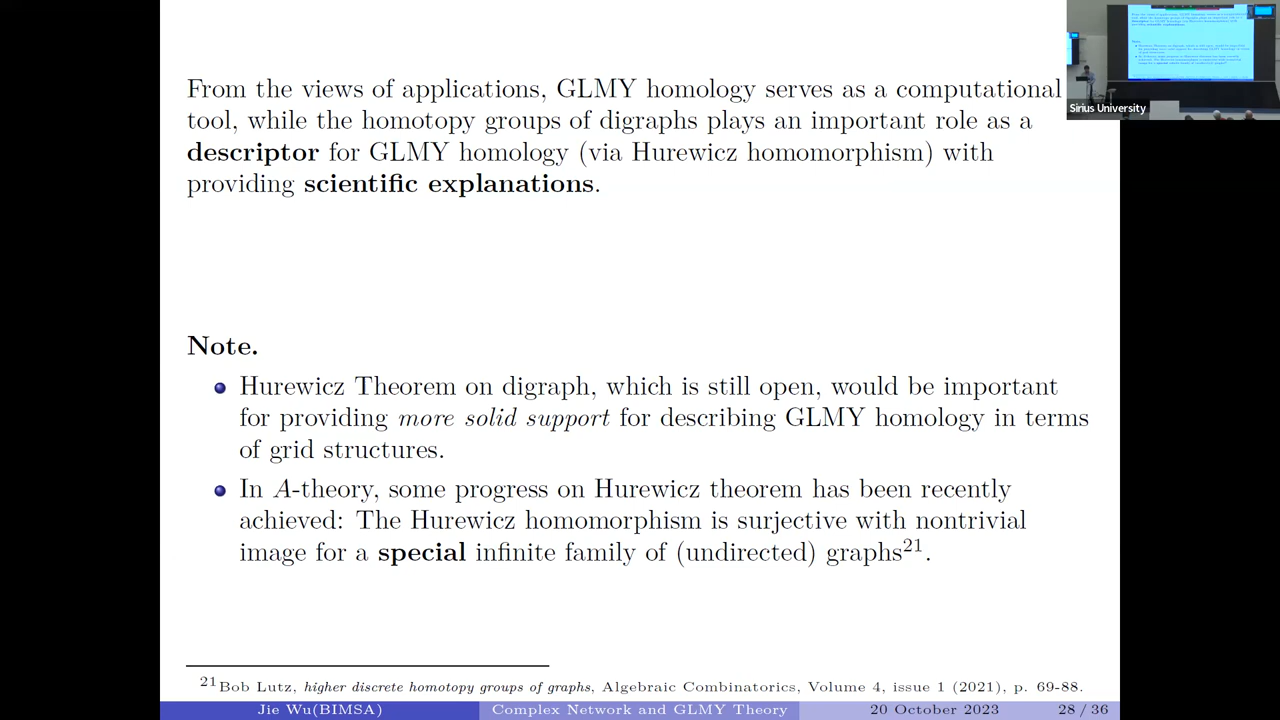 From the views of applications, GLMY homology serves as a computational
tool, while the homotopy groups of digraphs plays an important role as a
descriptor for GLMY homology (via Hurewicz homomorphism) with
providing scientific explanations.
Sirius University
Note.
Hurewicz Theorem on digraph, which is still open, would be important
for providing more solid support for describing GLMY homology in terms
of grid structures.
In A-theory, some progress on Hurewicz theorem has been recently
achieved: The Hurewicz homomorphism is surjective with nontrivial
image for a special infinite family of (undirected) graphs21.
21Bob Lutz, higher discrete homotopy groups of graphs, Algebraic Combinatorics, Volume 4, issue 1 (2021), p. 69-88.
Jie Wu(BIMSA) Complex Network and GLMY Theory 20 October 2023 28 / 36